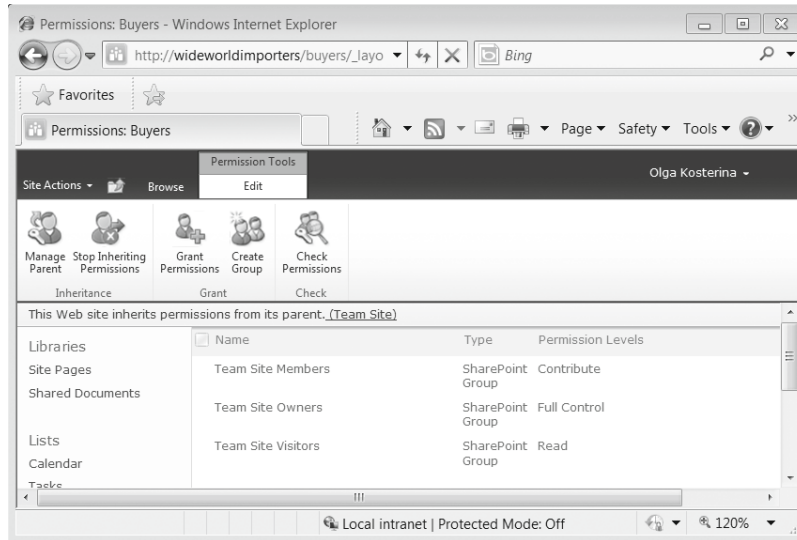 Permissions: Buyers - Windows Internet Explorer
http://wideworldimporters/buyers/_layo
Bing
Favorites
Permissions: Buyers
Page Safety Tools
Permission Tools
Site Actions Browse Edit
Olga Kosterina
Manage Parent
Stop Inheriting Permissions
Grant Permissions
Create Group
Check Permissions
Inheritance Grant Check
This Web site inherits permissions from its parent. (Team Site)
Libraries
Site Pages
Shared Documents
Lists
Calendar
Tasks
Name Type Permission Levels
Team Site Members SharePoint Group Contribute
Team Site Owners SharePoint Group Full Control
Team Site Visitors SharePoint Group Read
Local intranet | Protected Mode: Off
120%